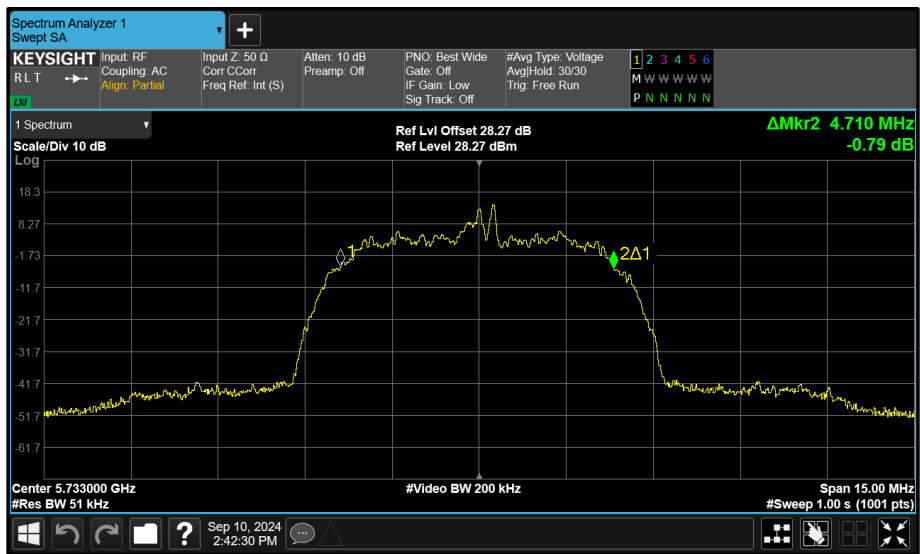 Spectrum Analyzer 1
Swept SA
+
KEYSIGHT
RLT
LXI
Input: RF
Coupling: AC
Align: Partial
Input Z: 50 Ω
Corr CCorr
Freq Ref: Int (S)
Atten: 10 dB
Preamp: Off
PNO: Best Wide
Gate: Off
IF Gain: Low
Sig Track: Off
#Avg Type: Voltage
Avg|Hold: 30/30
Trig: Free Run
1 2 3 4 5 6
M W W W W W
P N N N N N
1 Spectrum
Scale/Div 10 dB
Ref Lvl Offset 28.27 dB
Ref Level 28.27 dBm
ΔMkr2 4.710 MHz
-0.79 dB
Log
18.3
8.27
-1.73
-11.7
-21.7
-31.7
-41.7
-51.7
-61.7
1
2Δ1
Center 5.733000 GHz
#Video BW 200 kHz
Span 15.00 MHz
#Res BW 51 kHz
#Sweep 1.00 s (1001 pts)
?
Sep 10, 2024
2:42:30 PM